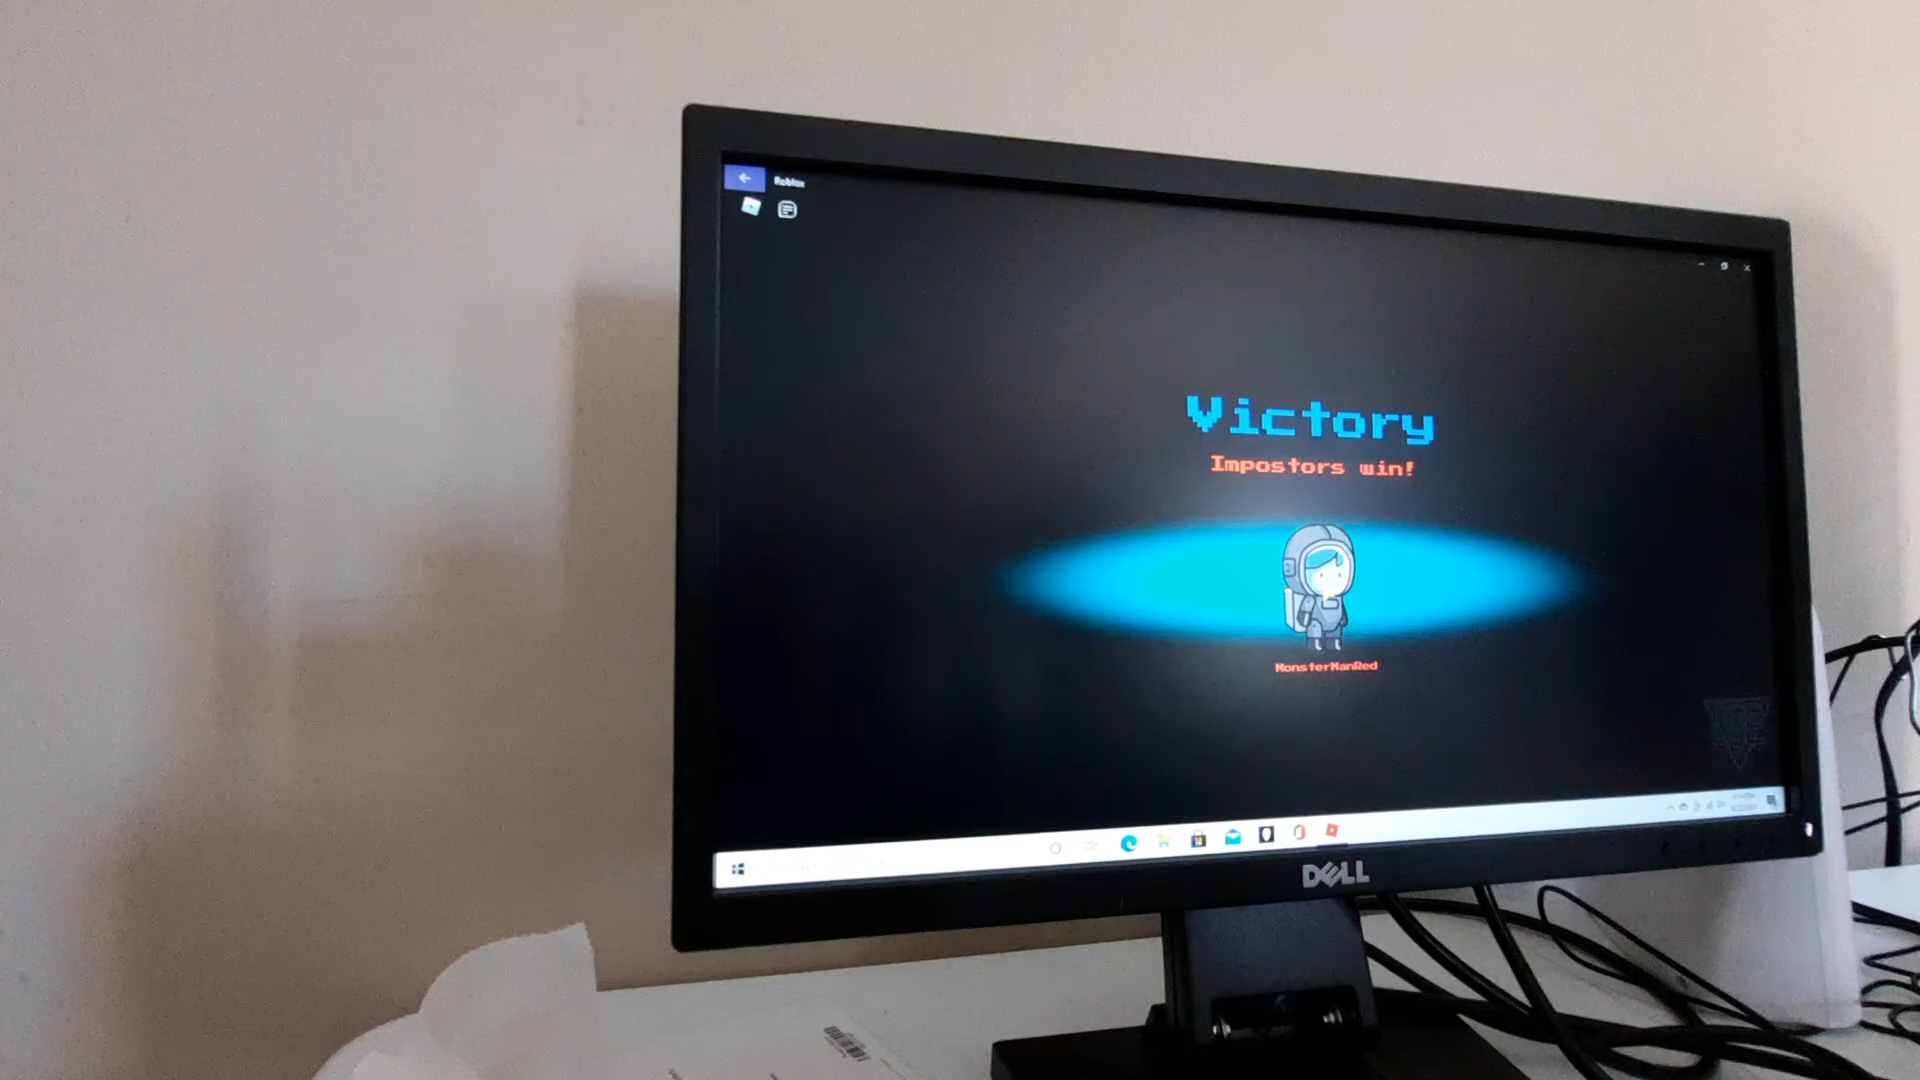 Roblox
Victory
Impostors win!
MonsterManRed
DELL